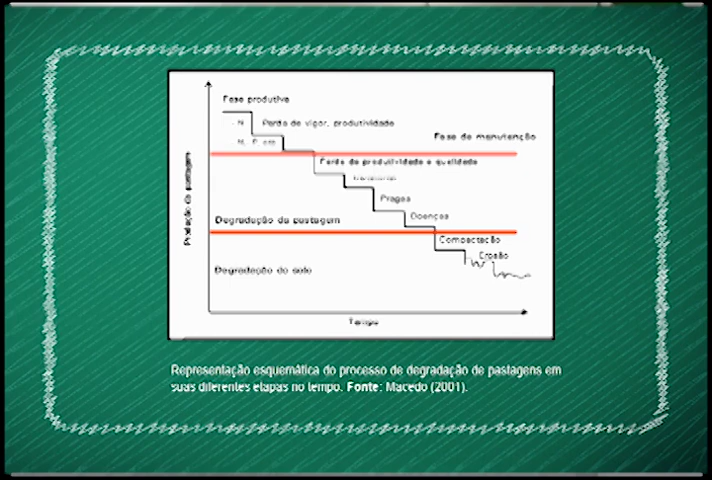 Fase produtiva
- N
Perda de vigor, produtividade
N, P
Fase de manutenção
Perda de produtividade e qualidade
Pragas
Doenças
Degradação da pastagem
Compactação
Erosão
Degradação do solo
Produção da pastagem
Tempo
Representação esquemática do processo de degradação de pastagens em
suas diferentes etapas no tempo. Fonte: Macedo (2001).